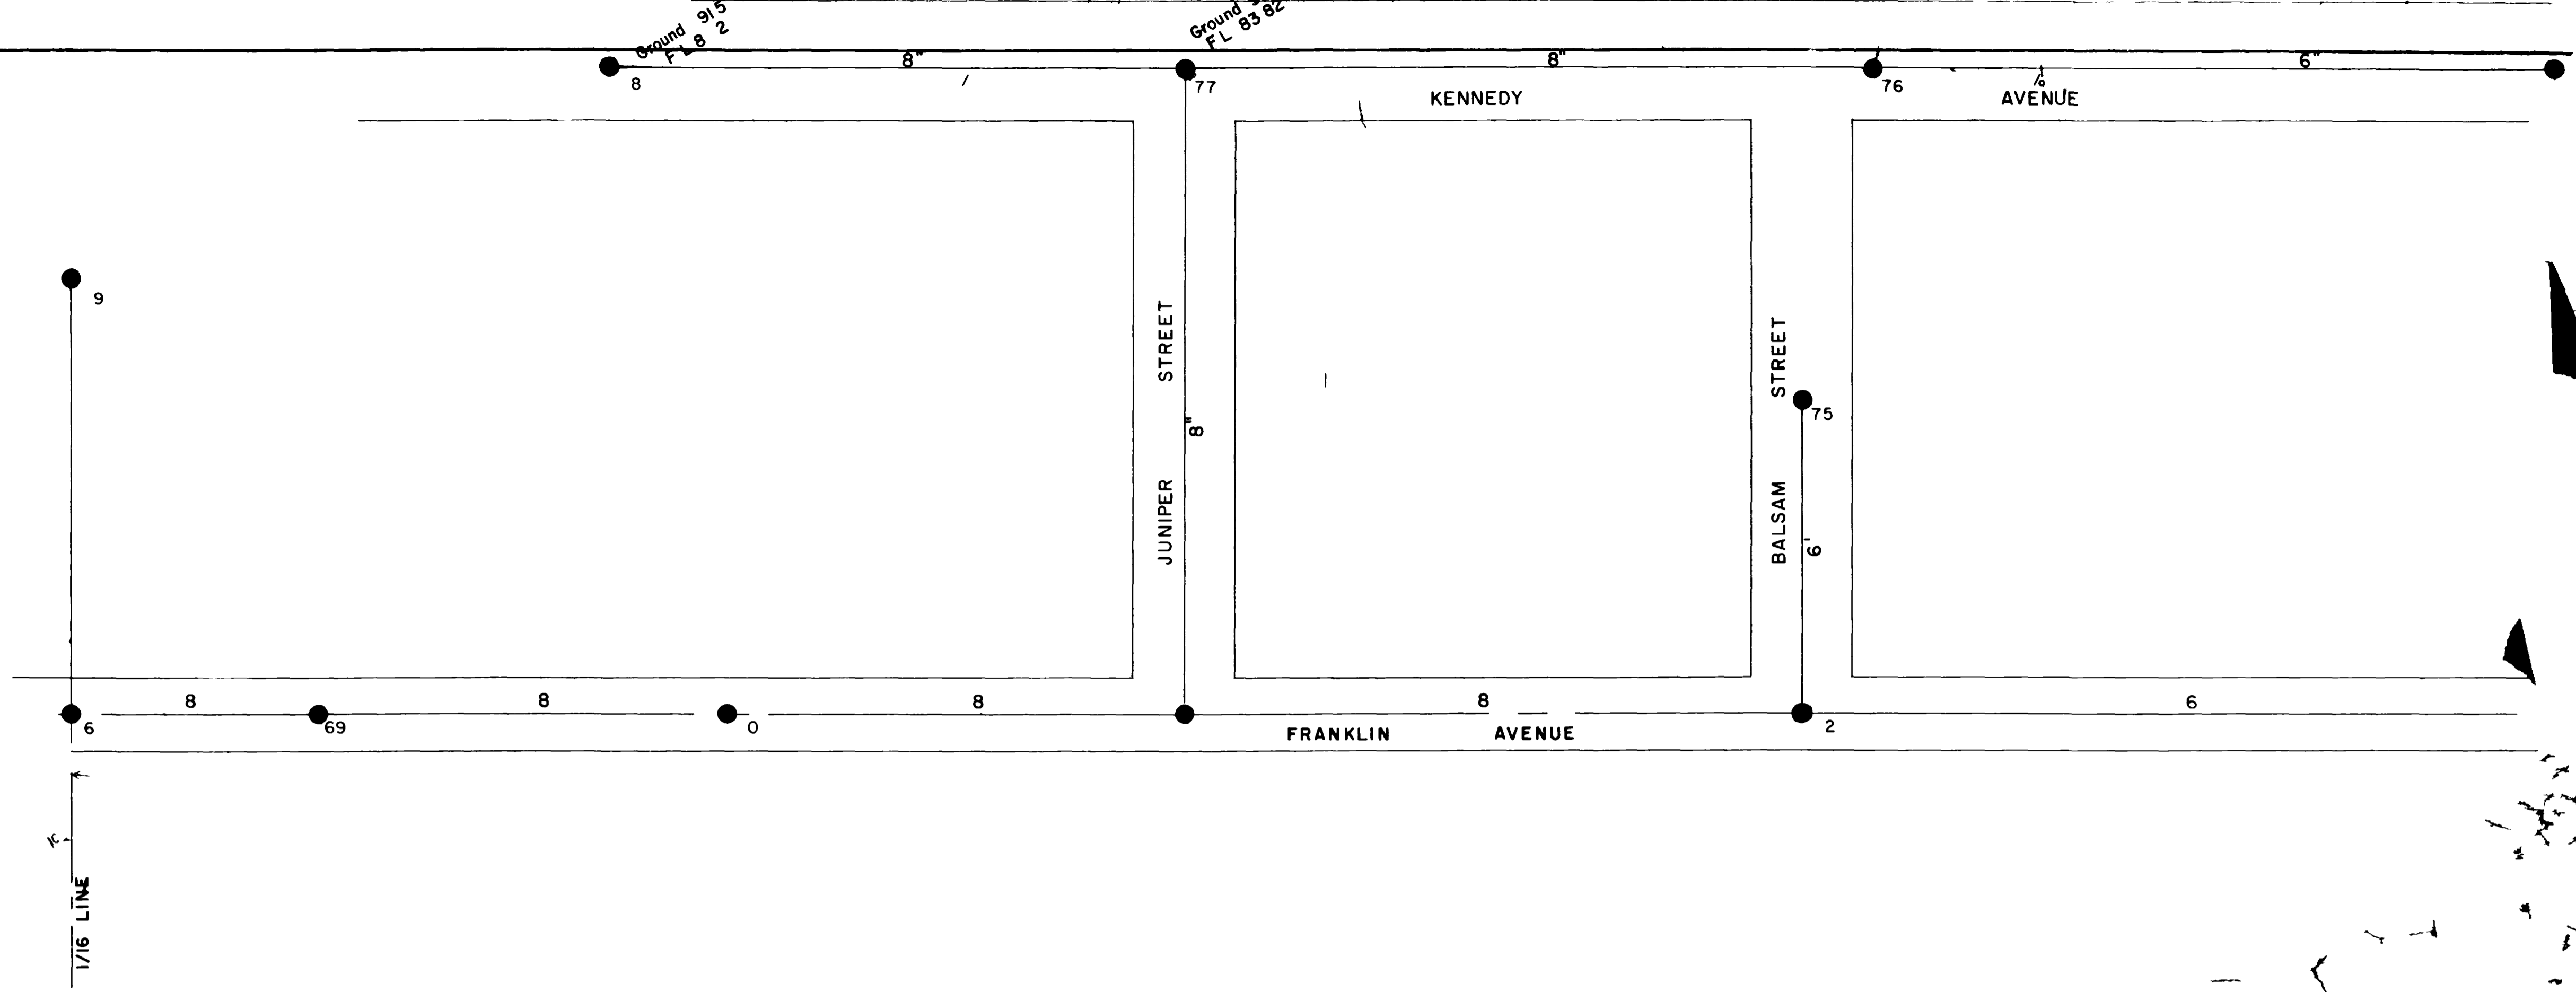 Ground 915
FL 8 2
Ground
FL 83 82
8"
8"
6"
8
77
76
KENNEDY
AVENUE
9
JUNIPER STREET
8"
BALSAM STREET
75
6"
8
8
8
8
6
6
69
0
2
FRANKLIN AVENUE
1/16 LINE